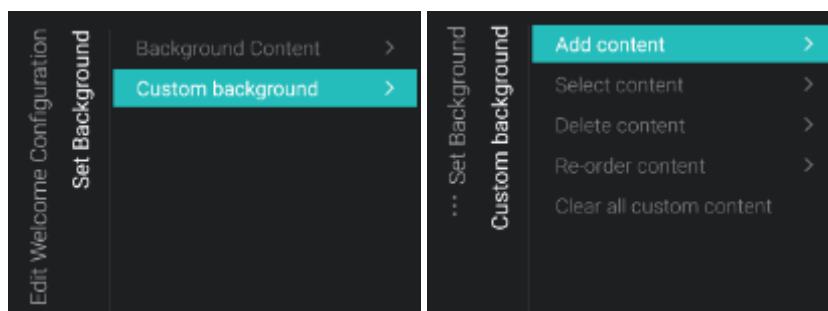 Edit Welcome Configuration
Set Background
Background Content >
Custom background >
... Set Background
Custom background
Add content >
Select content >
Delete content >
Re-order content >
Clear all custom content